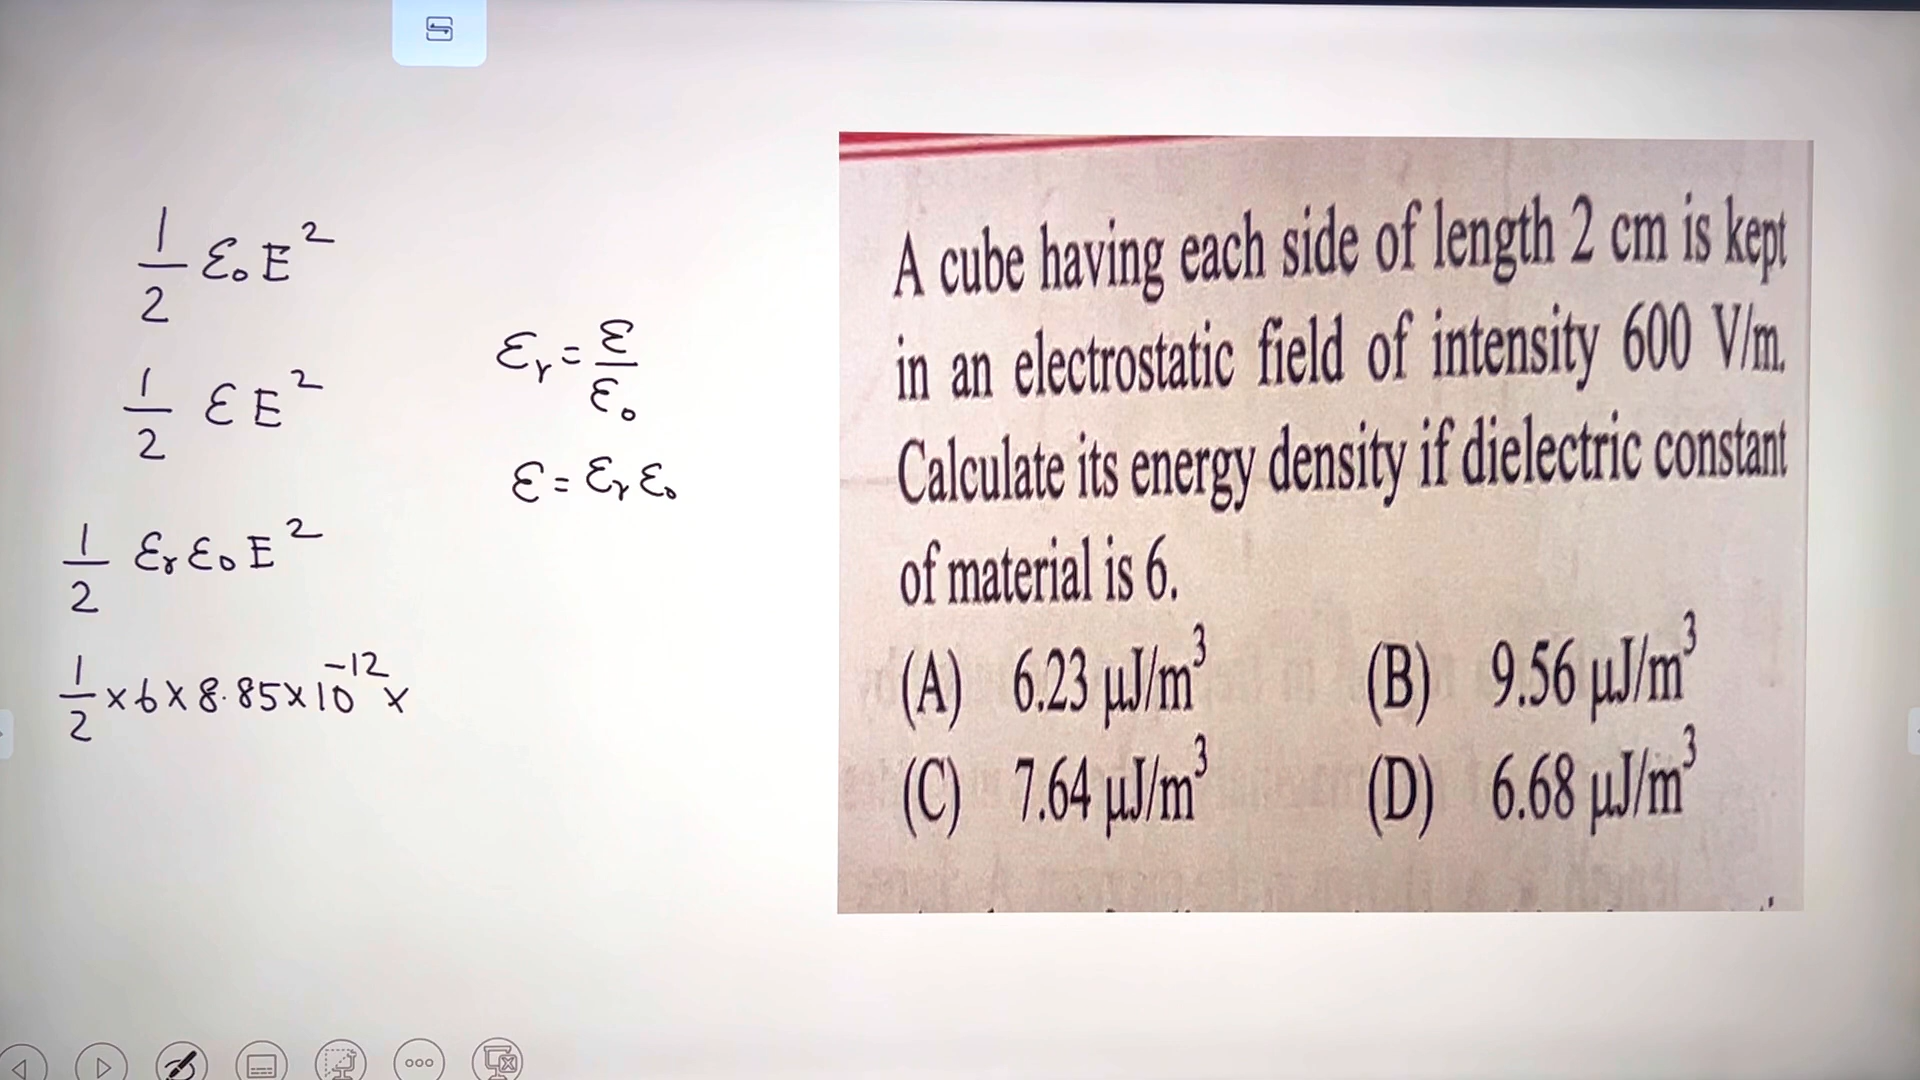 1/2 ε₀E²
1/2 εE²
1/2 εᵣε₀E²
1/2 × 6 × 8.85 × 10⁻¹² ×
εᵣ = ε/ε₀
ε = εᵣε₀
A cube having each side of length 2 cm is kept
in an electrostatic field of intensity 600 V/m.
Calculate its energy density if dielectric constant
of material is 6.
(A) 6.23 μJ/m³ (B) 9.56 μJ/m³
(C) 7.64 μJ/m³ (D) 6.68 μJ/m³